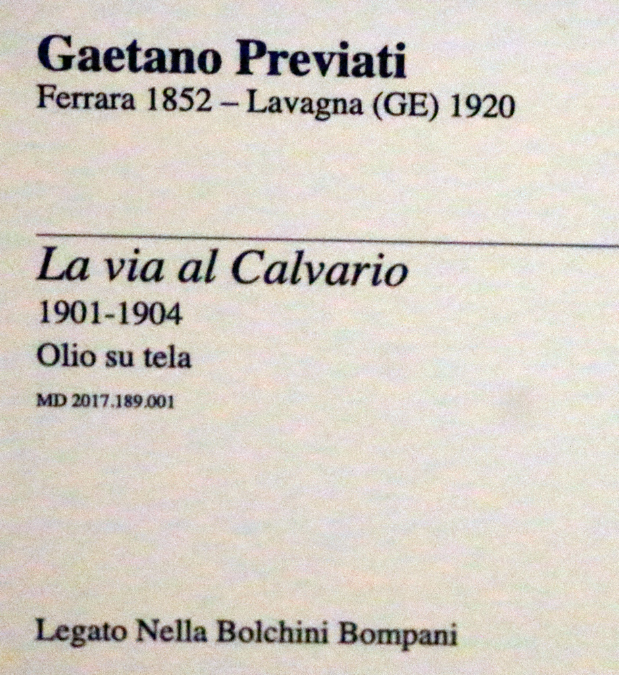 Gaetano Previati
Ferrara 1852 – Lavagna (GE) 1920
La via al Calvario
1901-1904
Olio su tela
MD 2017.189.001
Legato Nella Bolchini Bompani